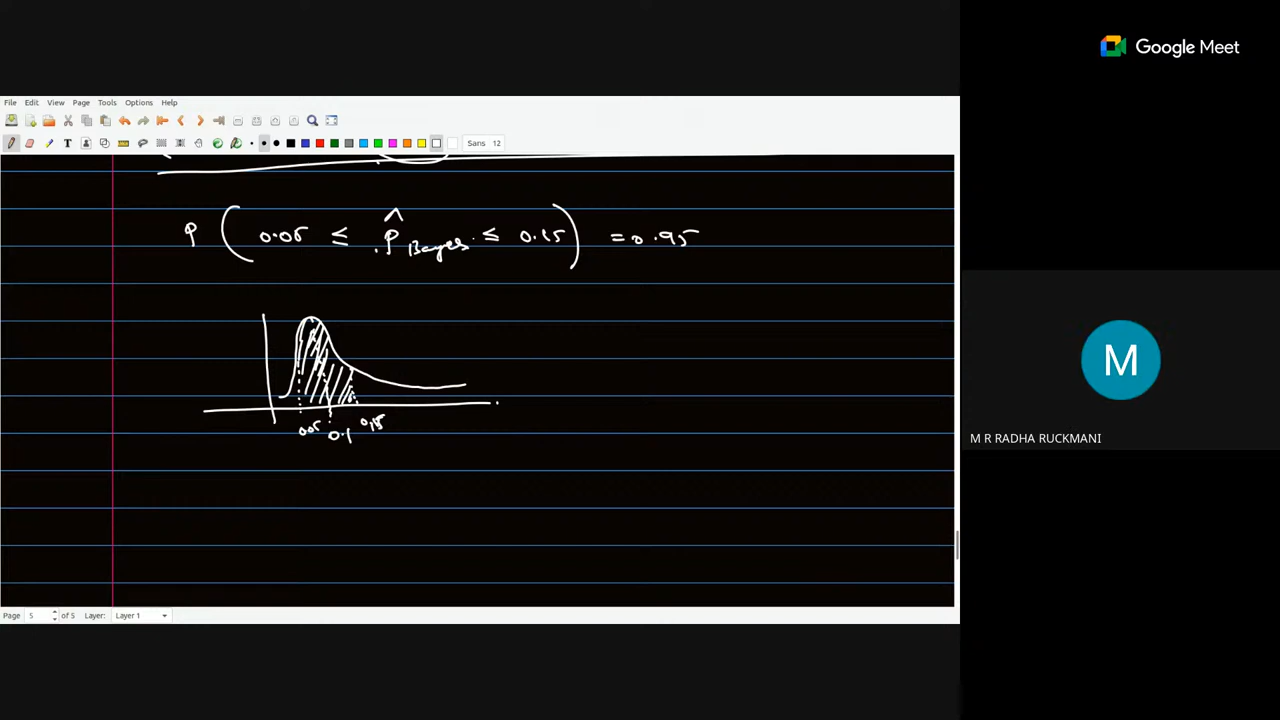 Google Meet
File Edit View Page Tools Options Help
T Sans 12
P ( 0.05 ≤ P̂ Bayes ≤ 0.15 ) = 0.95
0.05 0.1 0.15
M R RADHA RUCKMANI
M
Page 5 of 5 Layer: Layer 1